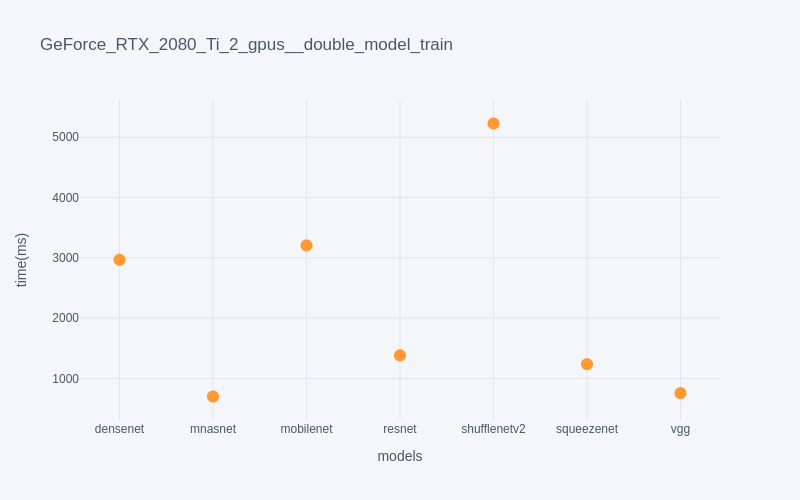 GeForce_RTX_2080_Ti_2_gpus__double_model_train
5000
4000
3000
2000
1000
time(ms)
densenet mnasnet mobilenet resnet shufflenetv2 squeezenet vgg
models